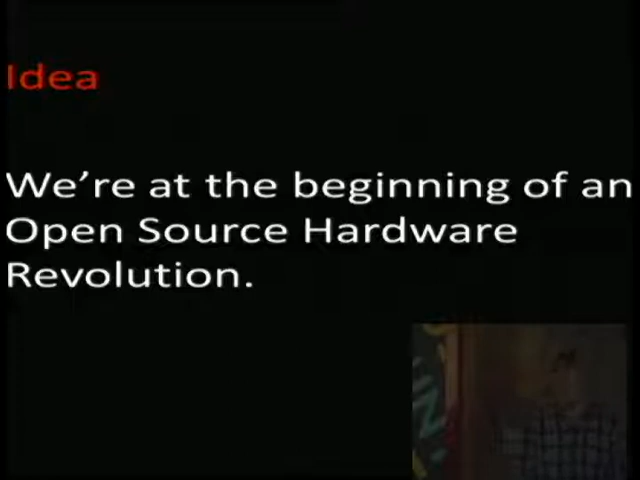 Idea
We're at the beginning of an
Open Source Hardware
Revolution.